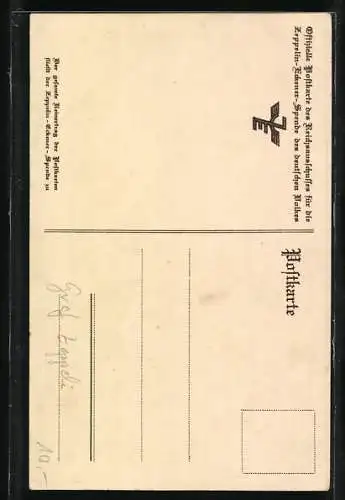 Offizielle Postkarte des Reichsausschusses für die
Zeppelin-Eckener-Spende des deutschen Volkes
ZE
Der gesamte Reinertrag der Postkarten
fließt der Zeppelin-Eckener-Spende zu
Postkarte
Graf Zeppelin
10,-